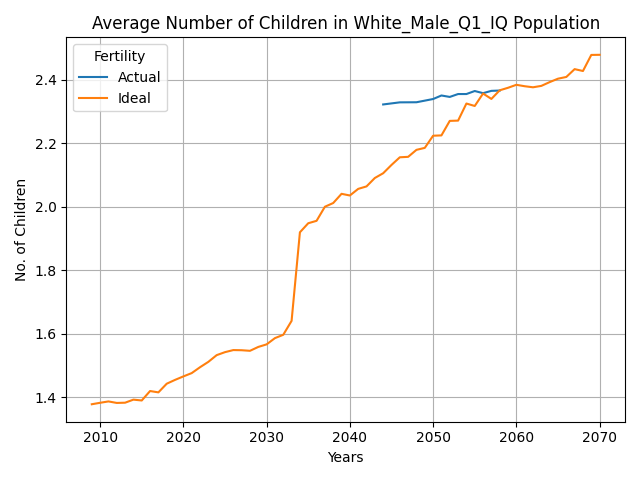 Average Number of Children in White_Male_Q1_IQ Population
Fertility
Actual
Ideal
No. of Children
2.4
2.2
2.0
1.8
1.6
1.4
2010 2020 2030 2040 2050 2060 2070
Years